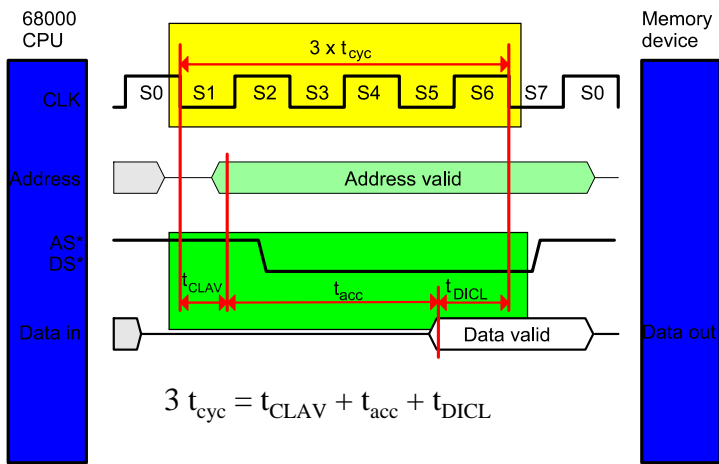 68000 CPU
Memory device
3 x tcyc
CLK
S0 S1 S2 S3 S4 S5 S6 S7 S0
Address
Address valid
AS*
DS*
tCLAV
tacc
tDICL
Data in
Data valid
Data out
3 tcyc = tCLAV + tacc + tDICL